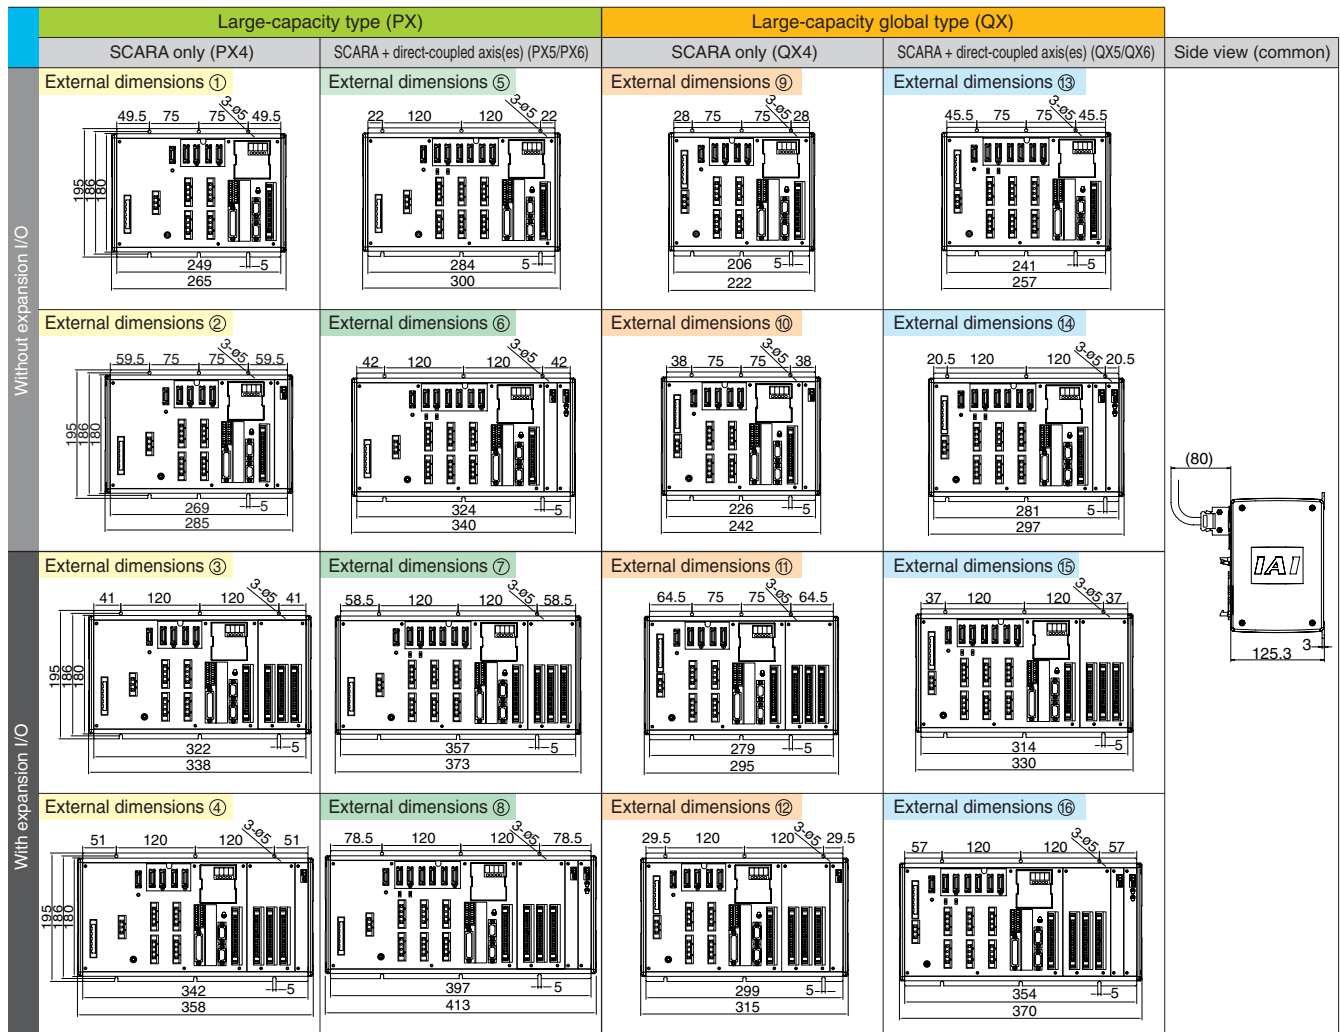 Large-capacity type (PX)
Large-capacity global type (QX)
SCARA only (PX4)
SCARA + direct-coupled axis(es) (PX5/PX6)
SCARA only (QX4)
SCARA + direct-coupled axis(es) (QX5/QX6)
Side view (common)
Without expansion I/O
External dimensions ①
3-ø5
49.5 75 75 49.5
195
186
180
249 5
265
External dimensions ⑤
3-ø5
22 120 120 22
284 5
300
External dimensions ⑨
3-ø5
28 75 75 28
206 5
222
External dimensions ⑬
3-ø5
45.5 75 75 45.5
241 5
257
External dimensions ②
3-ø5
59.5 75 75 59.5
195
186
180
269 5
285
External dimensions ⑥
3-ø5
42 120 120 42
324 5
340
External dimensions ⑩
3-ø5
38 75 75 38
226 5
242
External dimensions ⑭
3-ø5
20.5 120 120 20.5
281 5
297
With expansion I/O
External dimensions ③
3-ø5
41 120 120 41
195
186
180
322 5
338
External dimensions ⑦
3-ø5
58.5 120 120 58.5
357 5
373
External dimensions ⑪
3-ø5
64.5 75 75 64.5
279 5
295
External dimensions ⑮
3-ø5
37 120 120 37
314 5
330
External dimensions ④
3-ø5
51 120 120 51
195
186
180
342 5
358
External dimensions ⑧
3-ø5
78.5 120 120 78.5
397 5
413
External dimensions ⑫
3-ø5
29.5 120 120 29.5
299 5
315
External dimensions ⑯
3-ø5
57 120 120 57
354 5
370
(80)
IAI
3
125.3